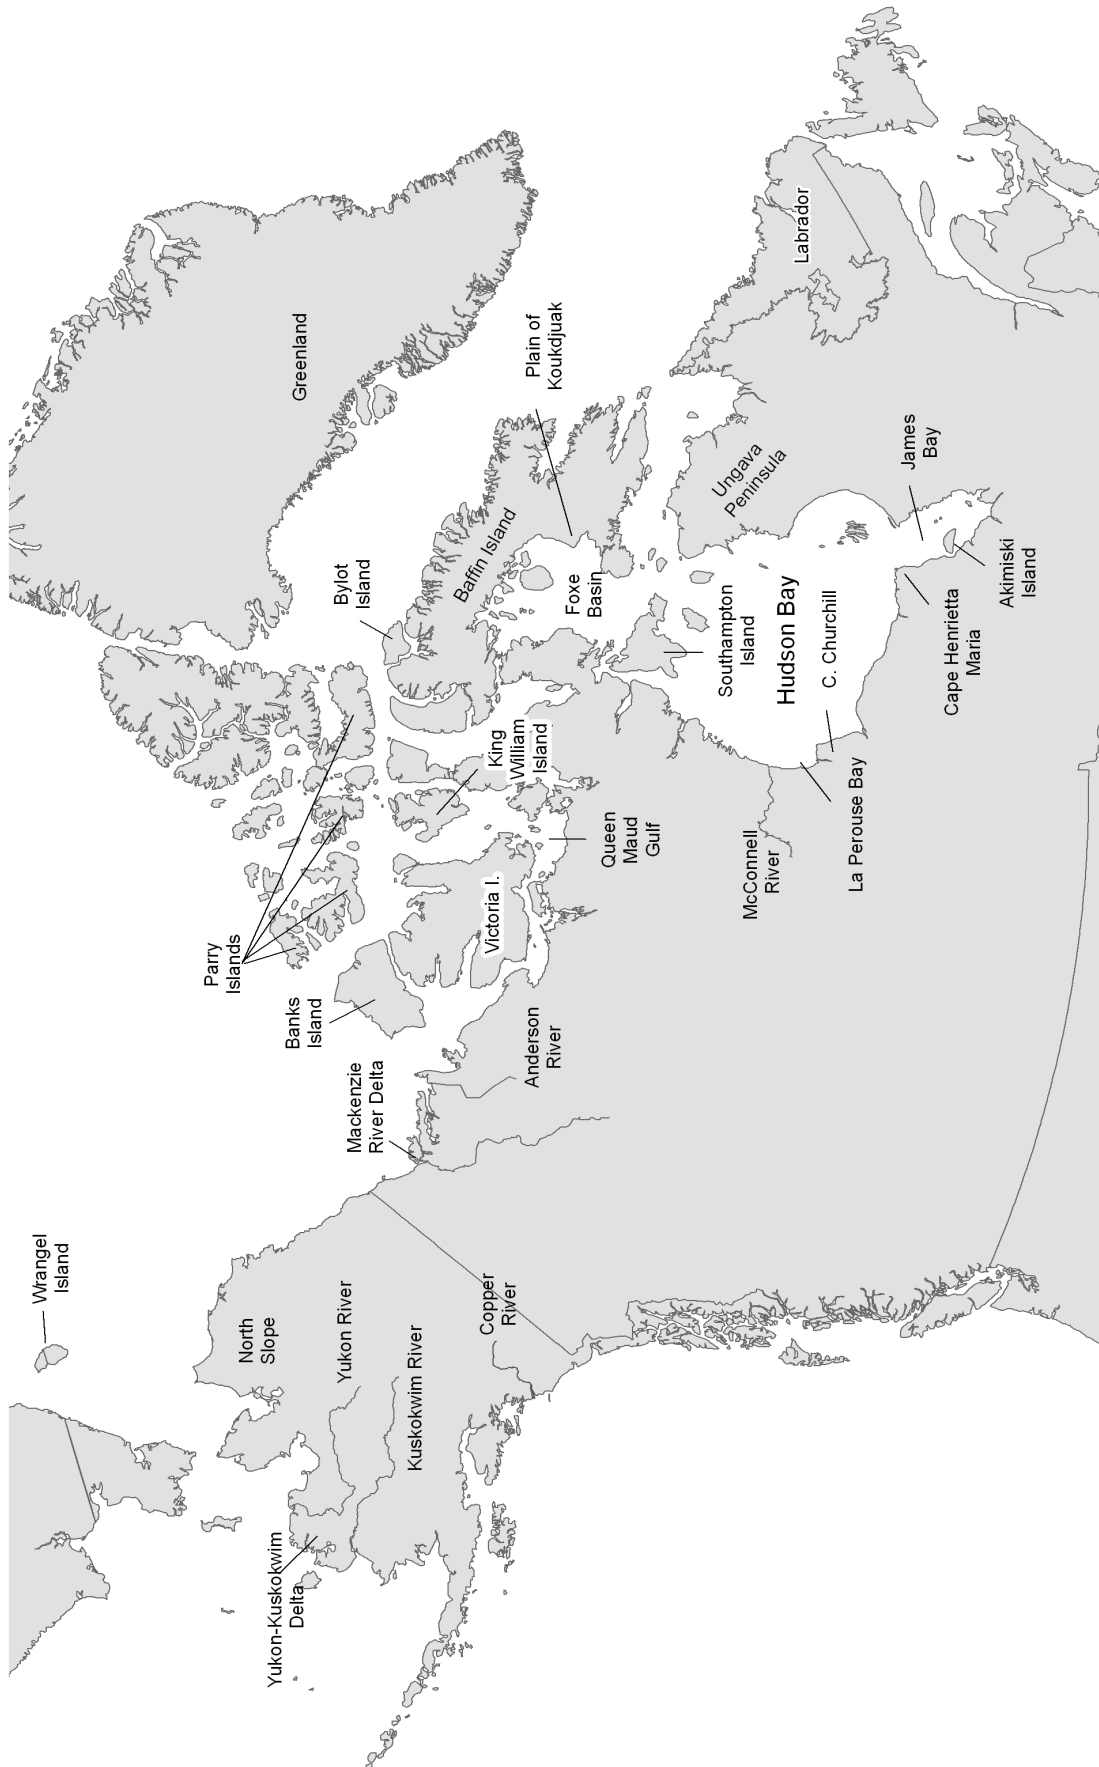 Wrangel
Island
North
Slope
Yukon River
Kuskokwim River
Yukon-Kuskokwim
Delta
Copper
River
Mackenzie
River Delta
Anderson
River
Banks
Island
Parry
Islands
Victoria I.
Queen
Maud
Gulf
King
William
Island
Bylot
Island
Baffin Island
Greenland
Foxe
Basin
Plain of
Koukdjuak
Southampton
Island
Hudson Bay
C. Churchill
La Perouse Bay
McConnell
River
Cape Henrietta
Maria
Akimiski
Island
James
Bay
Ungava
Peninsula
Labrador